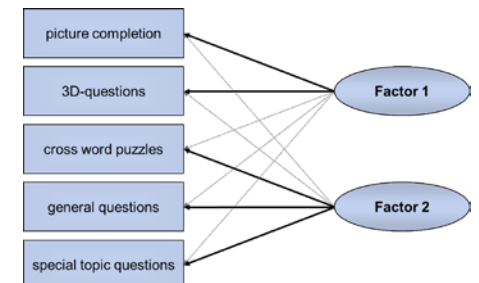 picture completion
3D-questions
Factor 1
cross word puzzles
general questions
Factor 2
special topic questions